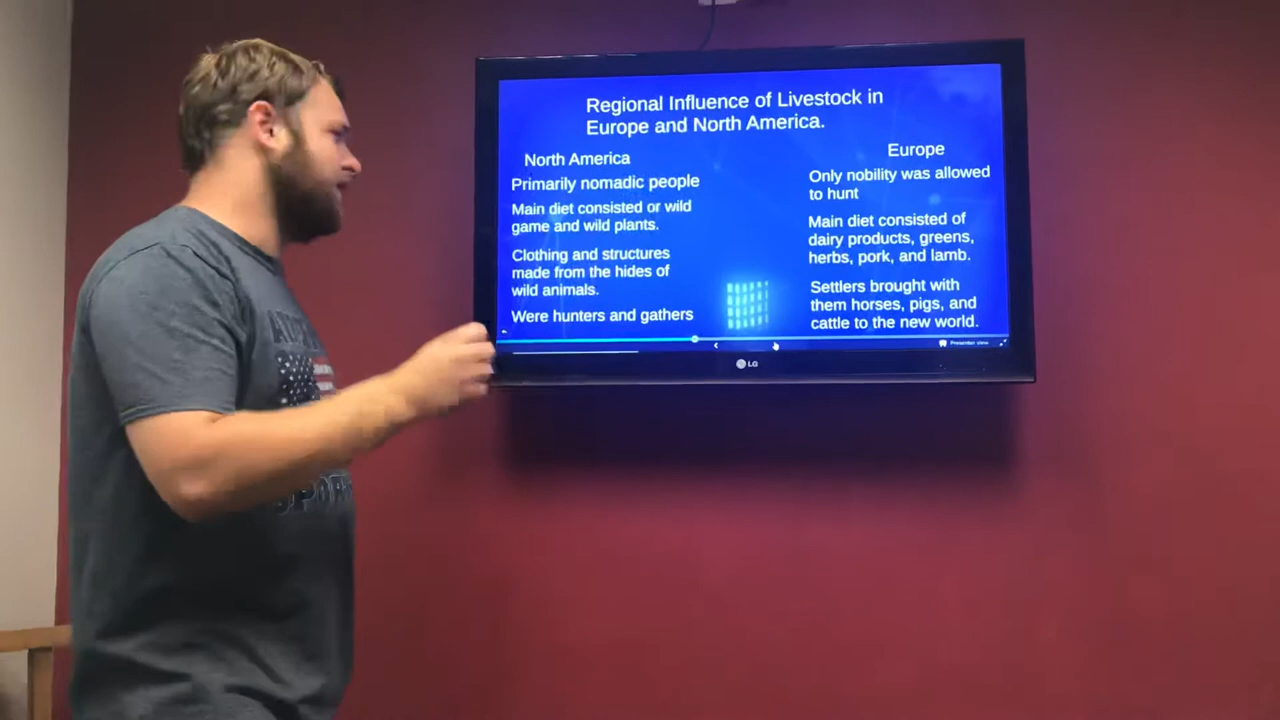 Regional Influence of Livestock in
Europe and North America.
North America
Primarily nomadic people
Main diet consisted or wild
game and wild plants.
Clothing and structures
made from the hides of
wild animals.
Were hunters and gathers
Europe
Only nobility was allowed
to hunt
Main diet consisted of
dairy products, greens,
herbs, pork, and lamb.
Settlers brought with
them horses, pigs, and
cattle to the new world.
Presenter view
LG